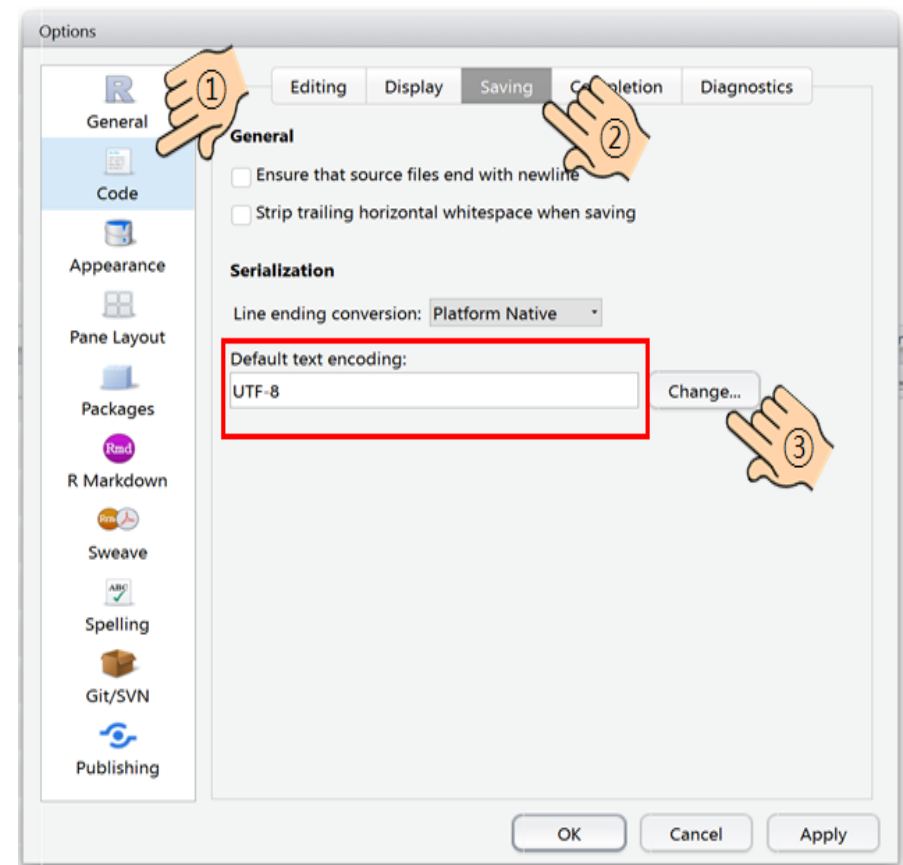 Options
General
Code
Appearance
Pane Layout
Packages
Rmd
R Markdown
Sweave
ABC
Spelling
Git/SVN
Publishing
①
Editing Display Saving Completion Diagnostics
②
General
Ensure that source files end with newline
Strip trailing horizontal whitespace when saving
Serialization
Line ending conversion: Platform Native
Default text encoding:
UTF-8
Change...
③
OK Cancel Apply